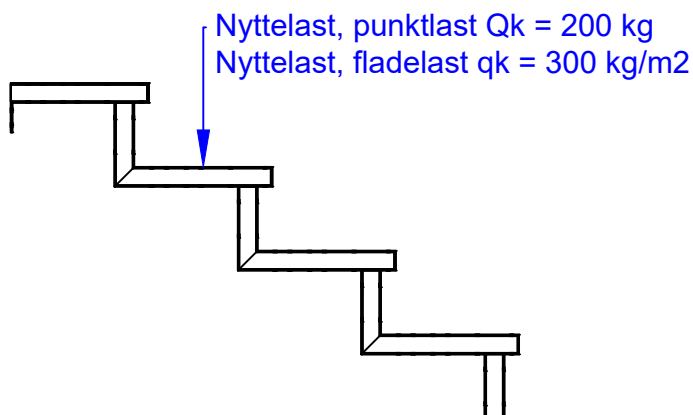 Nyttelast, punktlast Qk = 200 kg
Nyttelast, fladelast qk = 300 kg/m2